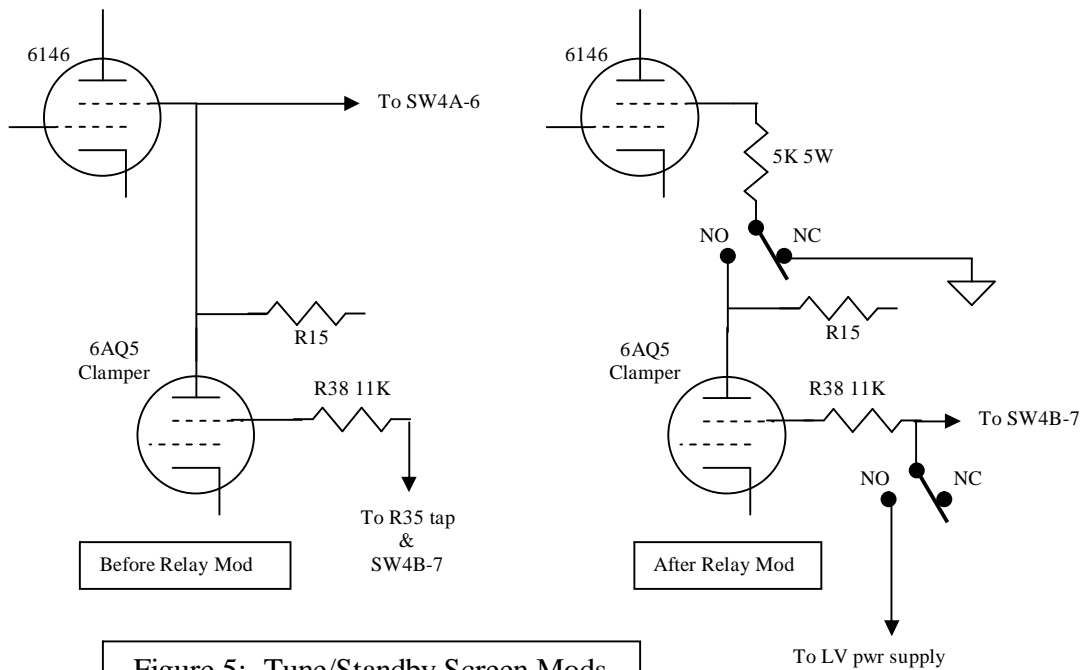 6146
To SW4A-6
R15
6AQ5
Clamper
R38 11K
To R35 tap
&
SW4B-7
Before Relay Mod
6146
5K 5W
NO
NC
R15
6AQ5
Clamper
R38 11K
To SW4B-7
NO
NC
After Relay Mod
To LV pwr supply
Figure 5: Tune/Standby Screen Mods